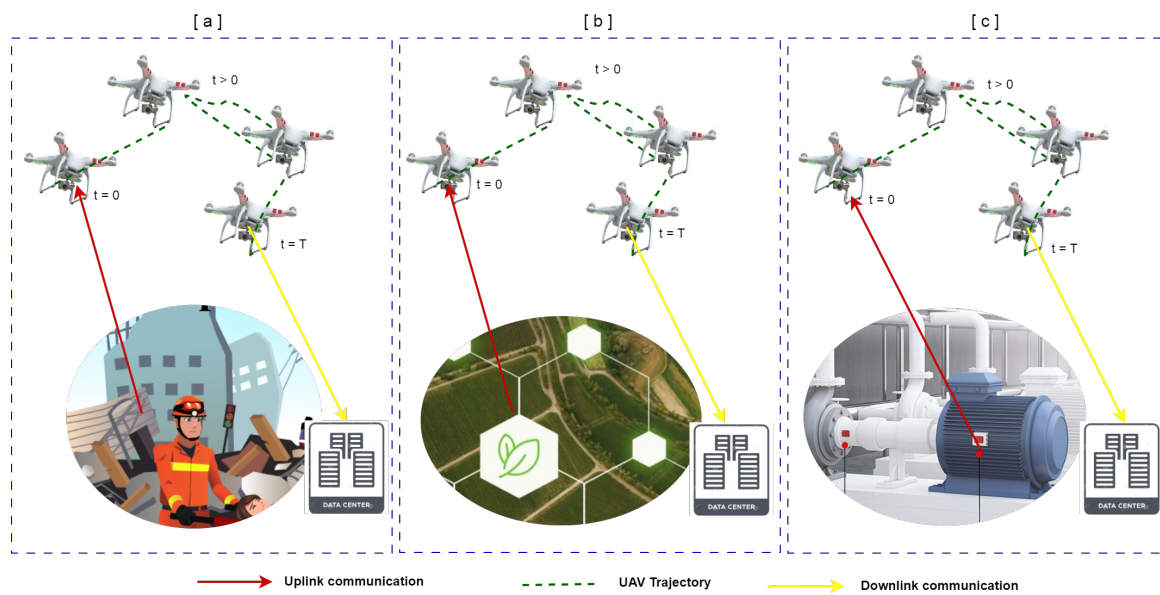 [ a ]
[ b ]
[ c ]
t > 0
t = 0
t = T
DATA CENTER
t > 0
t = 0
t = T
DATA CENTER
t > 0
t = 0
t = T
DATA CENTER
Uplink communication
UAV Trajectory
Downlink communication